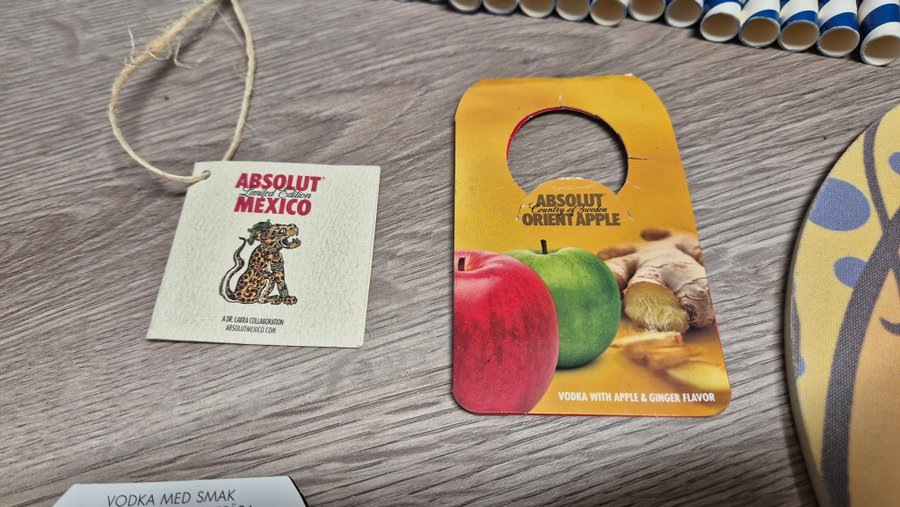 ABSOLUT
Limited Edition
MEXICO
A DR. LAKRA COLLABORATION
ABSOLUTMEXICO.COM
ABSOLUT
Country of Sweden
ORIENT APPLE
VODKA WITH APPLE & GINGER FLAVOR
VODKA MED SMAK